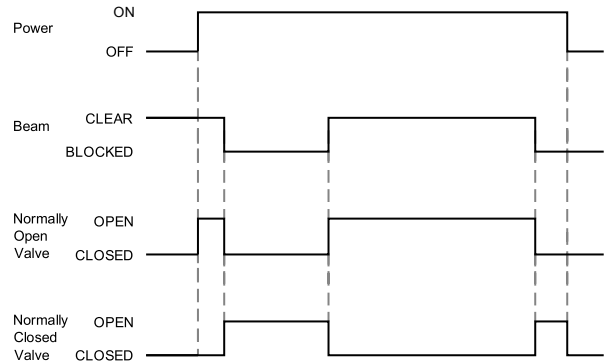 ON
Power
OFF
CLEAR
Beam
BLOCKED
Normally
Open
Valve
OPEN
CLOSED
Normally
Closed
Valve
OPEN
CLOSED